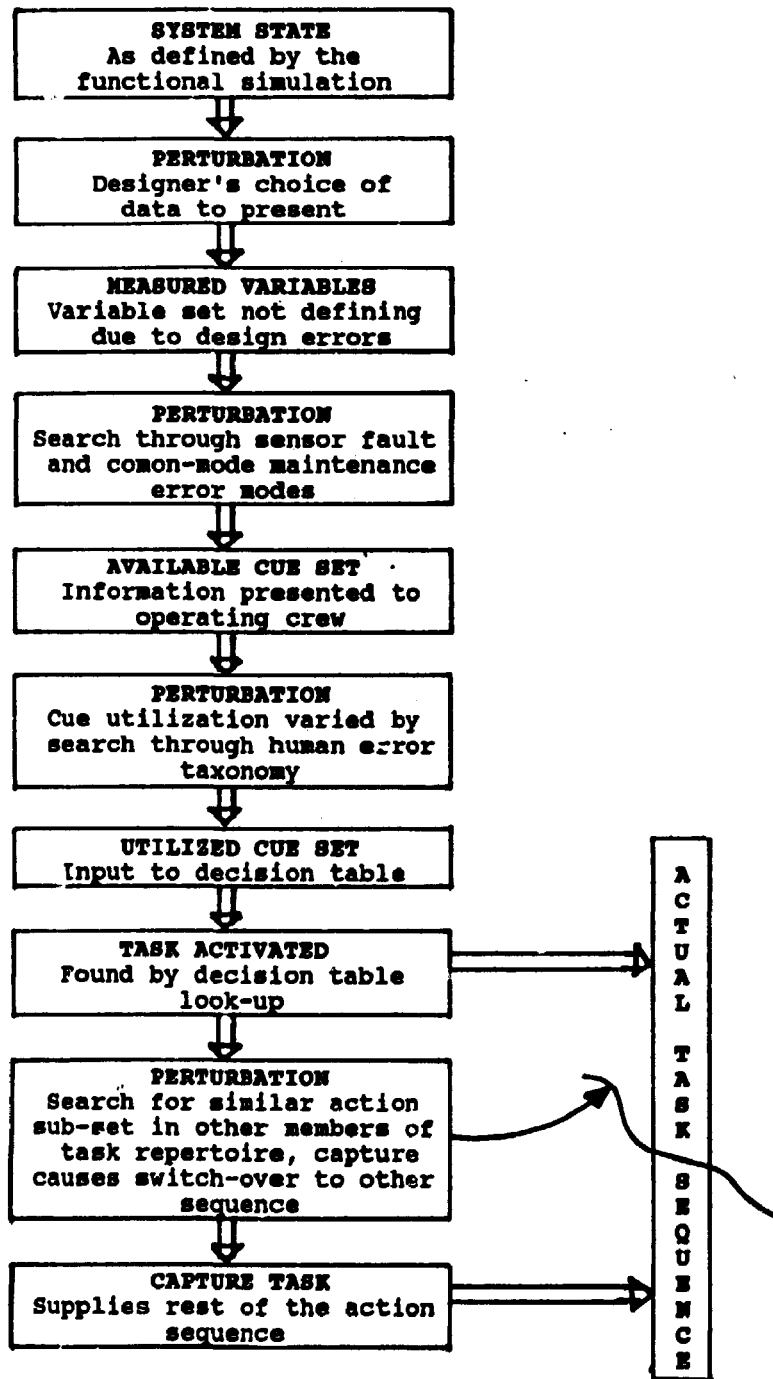 SYSTEM STATE
As defined by the
functional simulation
PERTURBATION
Designer's choice of
data to present
MEASURED VARIABLES
Variable set not defining
due to design errors
PERTURBATION
Search through sensor fault
and comon-mode maintenance
error modes
AVAILABLE CUE SET
Information presented to
operating crew
PERTURBATION
Cue utilization varied by
search through human error
taxonomy
UTILIZED CUE SET
Input to decision table
TASK ACTIVATED
Found by decision table
look-up
PERTURBATION
Search for similar action
sub-set in other members of
task repertoire, capture
causes switch-over to other
sequence
CAPTURE TASK
Supplies rest of the action
sequence
ACTUAL TASK SEQUENCE